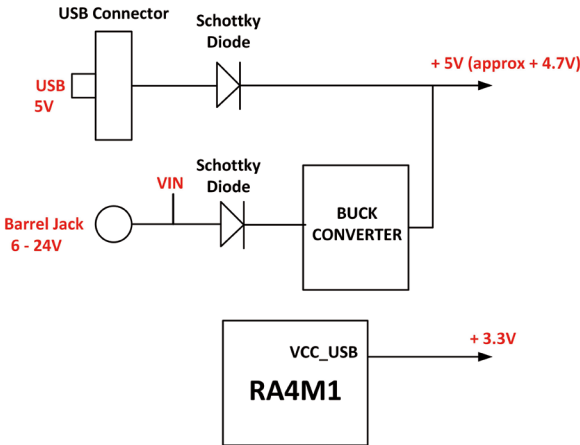 USB Connector
Schottky
Diode
+ 5V (approx + 4.7V)
USB
5V
Schottky
Diode
VIN
Barrel Jack
6 - 24V
BUCK
CONVERTER
VCC_USB
+ 3.3V
RA4M1